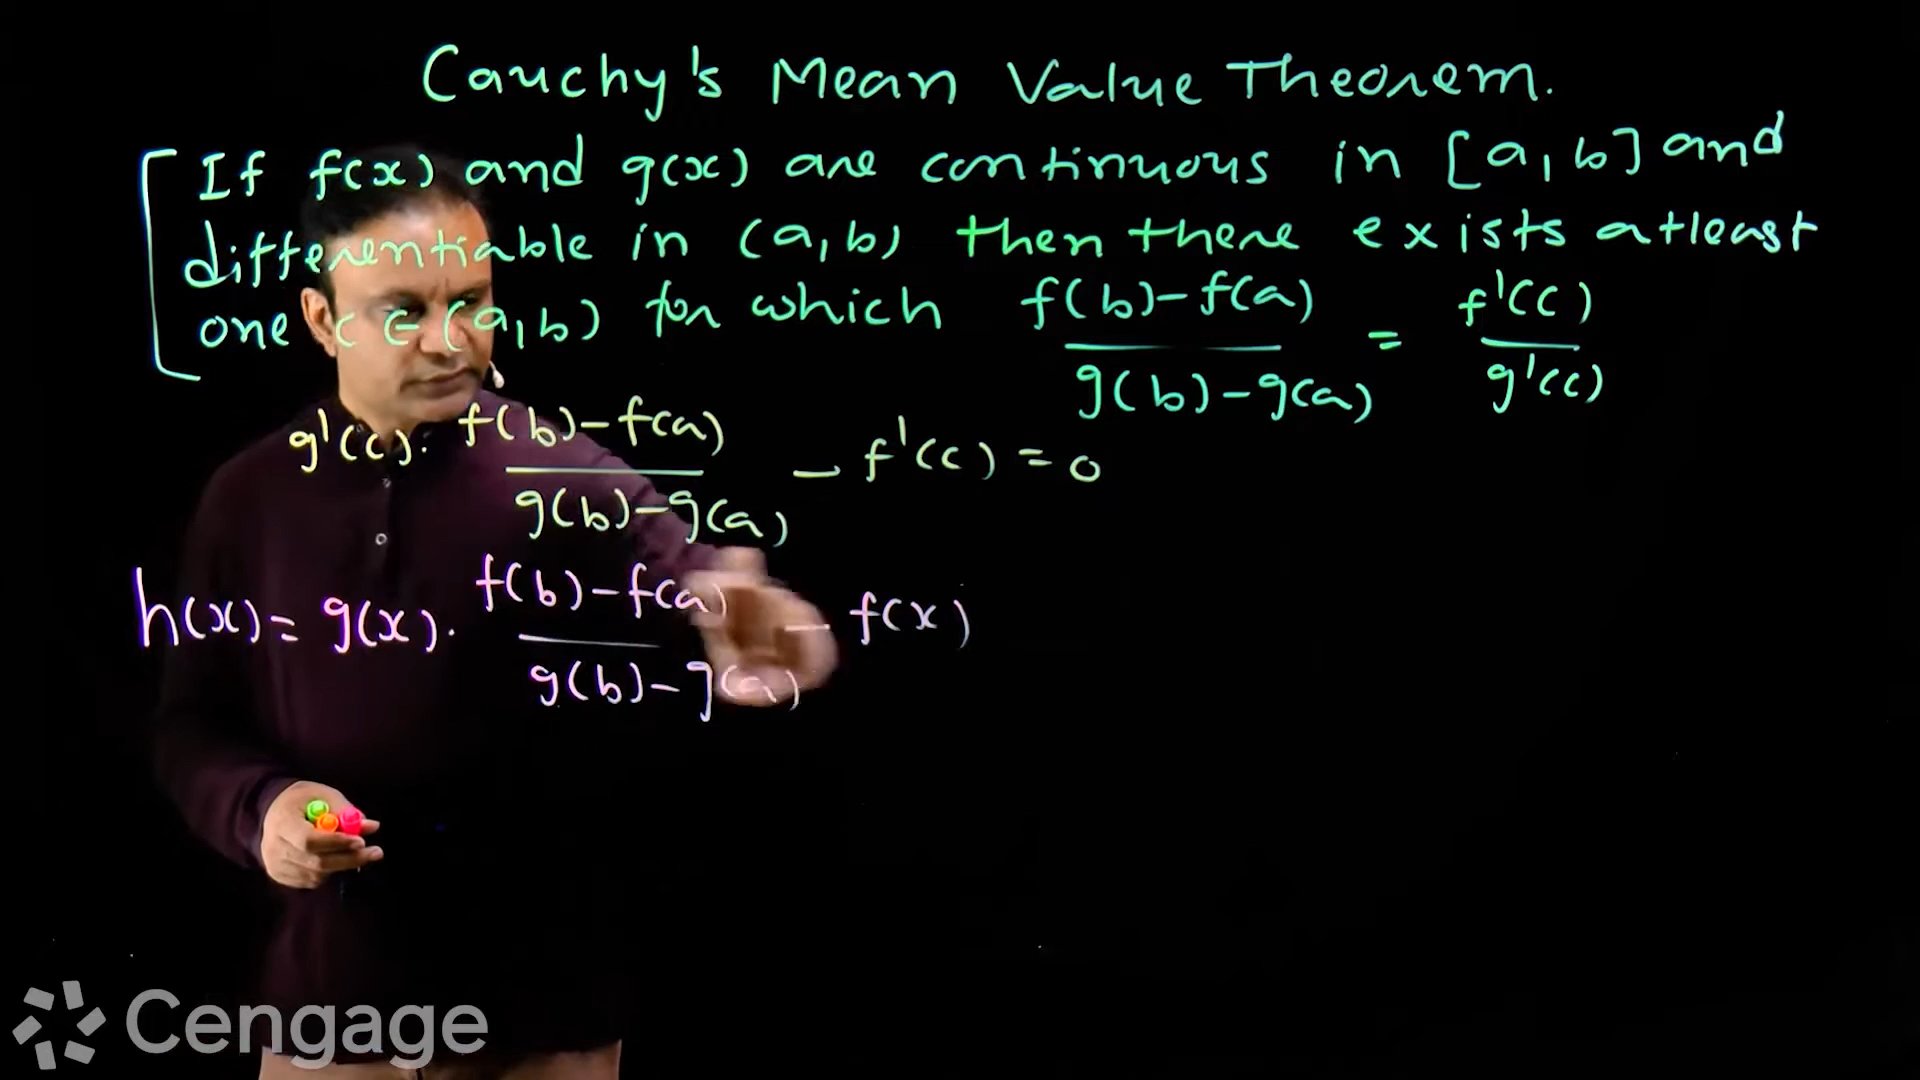 Cauchy's Mean Value Theorem.
If f(x) and g(x) are continuous in [a,b] and
differentiable in (a,b) then there exists atleast
one c ∈ (a,b) for which f(b)-f(a) / g(b)-g(a) = f'(c) / g'(c)
g'(c). f(b)-f(a) / g(b)-g(a) - f'(c) = 0
h(x) = g(x). f(b)-f(a) / g(b)-g(a) - f(x)
Cengage